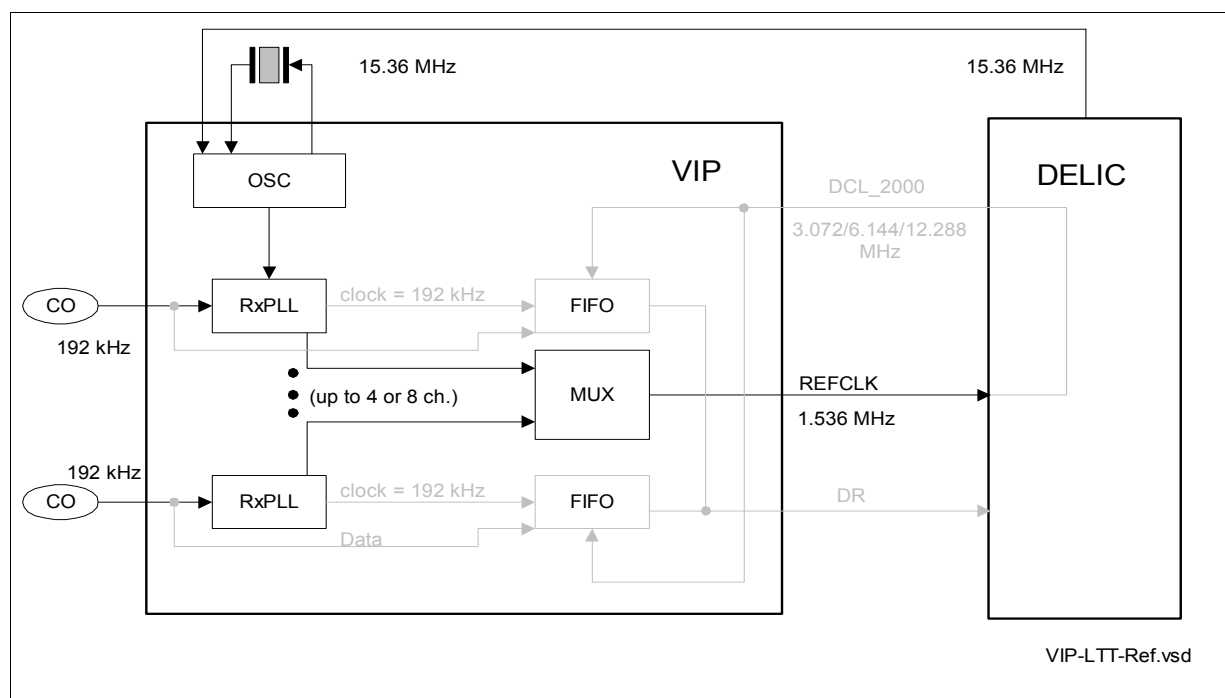 15.36 MHz
15.36 MHz
OSC
VIP
DELIC
DCL_2000
3.072/6.144/12.288
MHz
CO
192 kHz
RxPLL
clock = 192 kHz
FIFO
(up to 4 or 8 ch.)
MUX
REFCLK
1.536 MHz
192 kHz
CO
RxPLL
clock = 192 kHz
Data
FIFO
DR
VIP-LTT-Ref.vsd